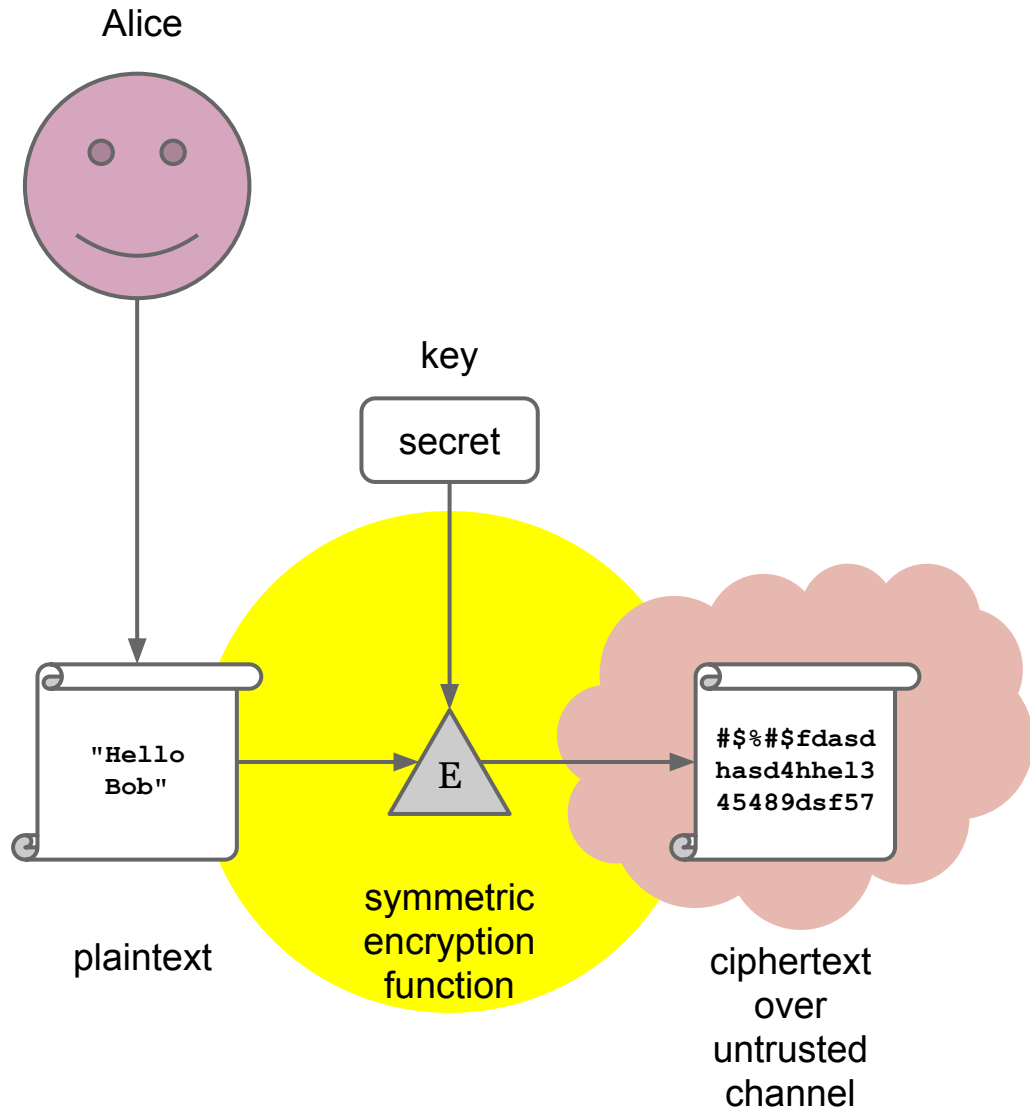 Alice
key
secret
"Hello
Bob"
E
#$%#$fdasd
hasd4hhel3
45489dsf57
plaintext
symmetric
encryption
function
ciphertext
over
untrusted
channel